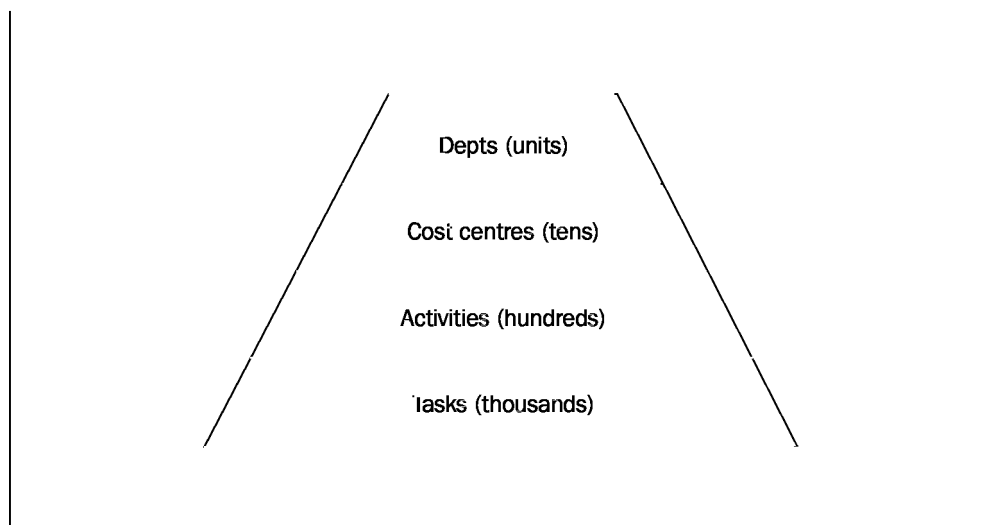 Depts (units)
Cost centres (tens)
Activities (hundreds)
Tasks (thousands)